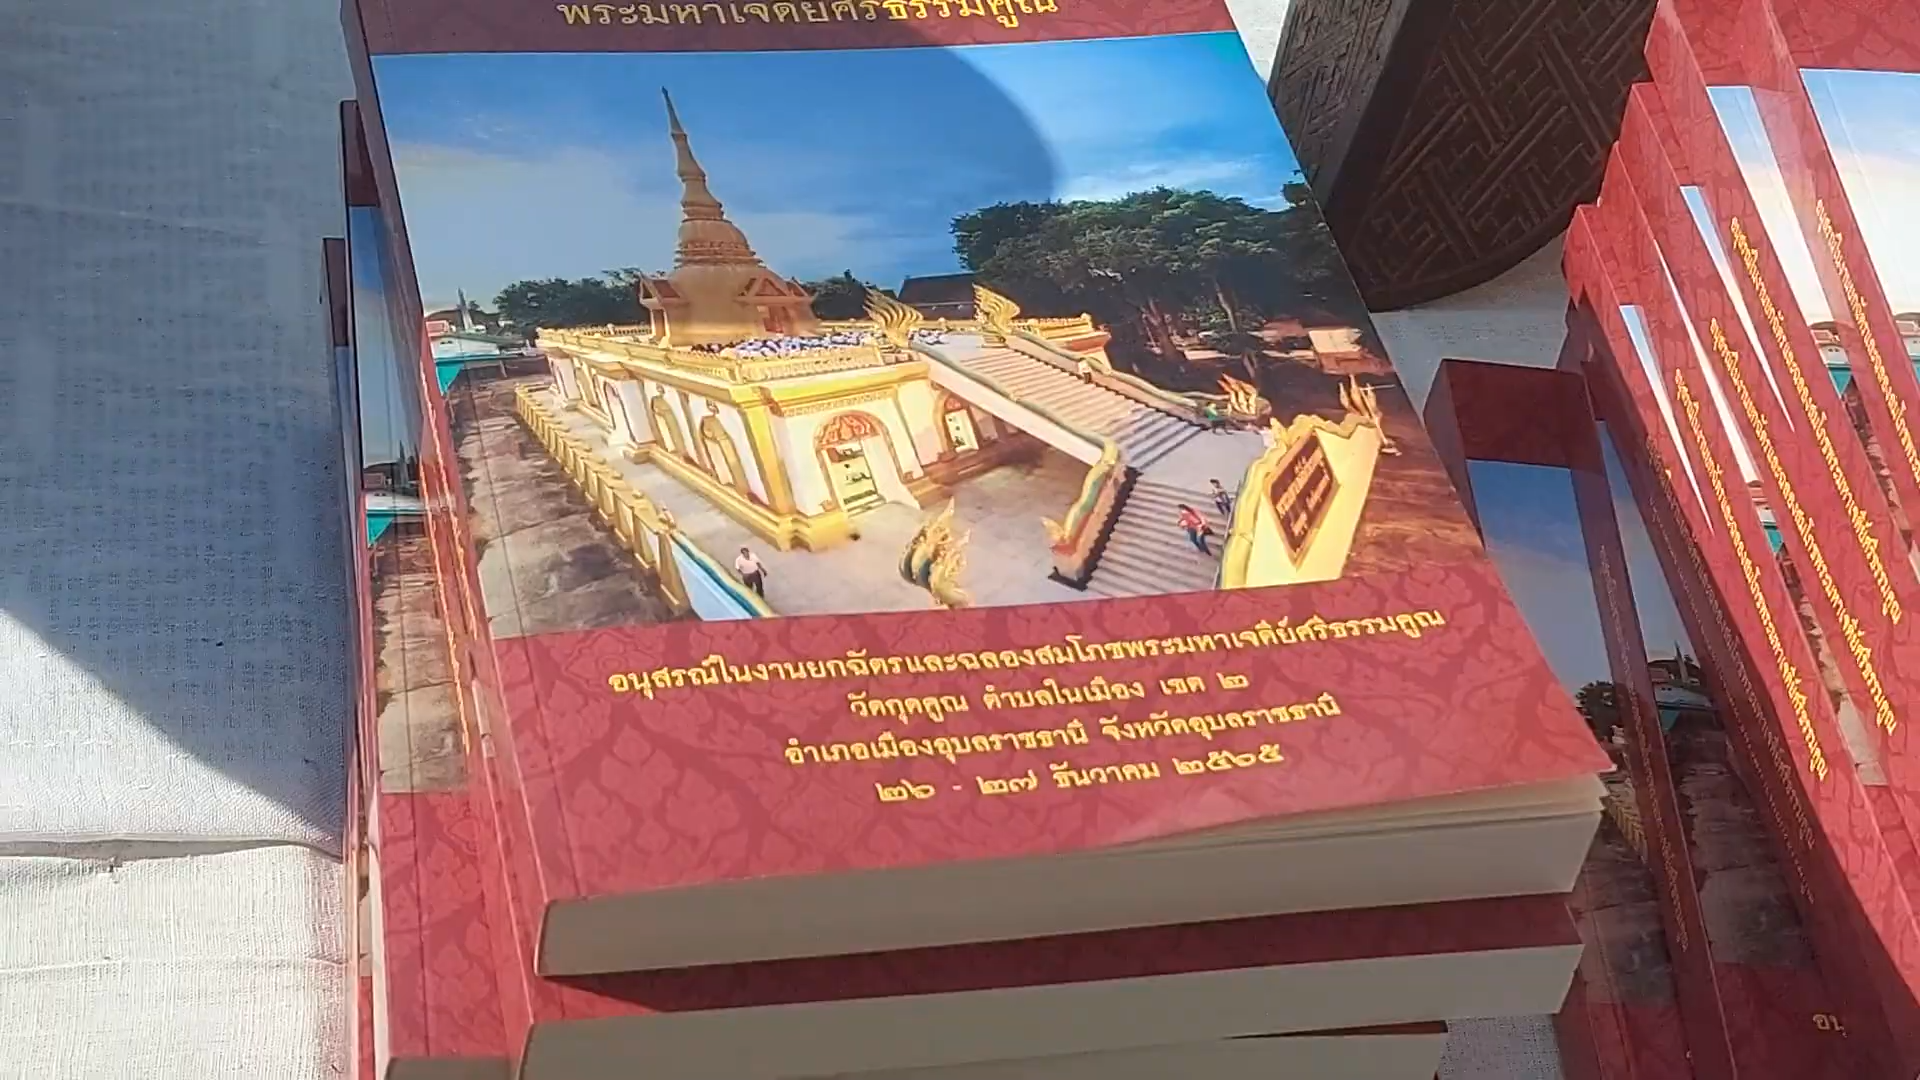 พระมหาเจดีย์ศรีธรรมคูณ
อนุสรณ์ในงานยกฉัตรและฉลองสมโภชพระมหาเจดีย์ศรีธรรมคูณ
วัดกุดคูณ ตำบลในเมือง เขต ๒
อำเภอเมืองอุบลราชธานี จังหวัดอุบลราชธานี
๒๖ - ๒๗ ธันวาคม ๒๕๖๕